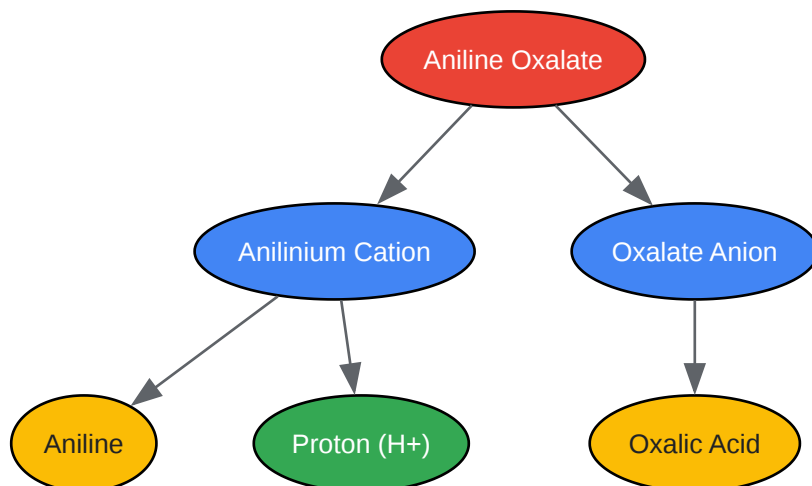 Aniline Oxalate
Anilinium Cation
Oxalate Anion
Aniline
Proton (H+)
Oxalic Acid